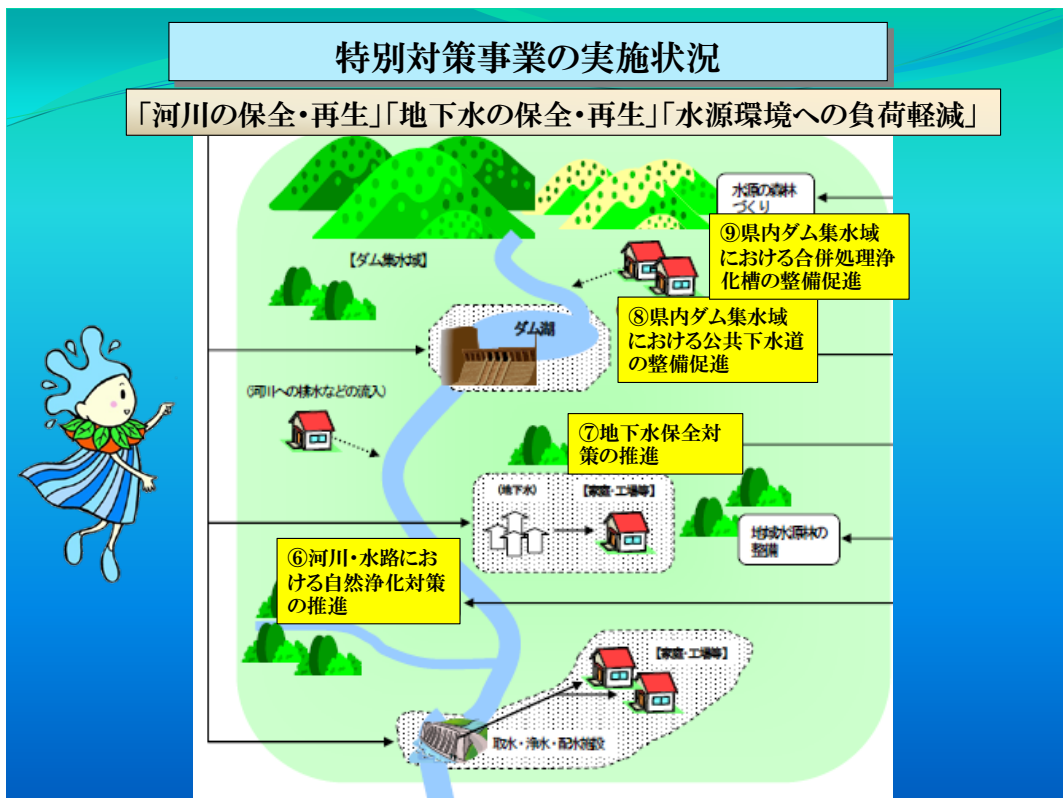 特別対策事業の実施状況
「河川の保全・再生」「地下水の保全・再生」「水源環境への負荷軽減」
水源の森林
づくり
⑨県内ダム集水域
における合併処理浄
化槽の整備促進
【ダム集水域】
⑧県内ダム集水域
における公共下水道
の整備促進
ダム湖
(河川への排水などの流入)
⑦地下水保全対
策の推進
(地下水)
【家庭・工場等】
地域水源林の
整備
⑥河川・水路にお
ける自然浄化対策
の推進
【家庭・工場等】
取水・浄水・配水施設